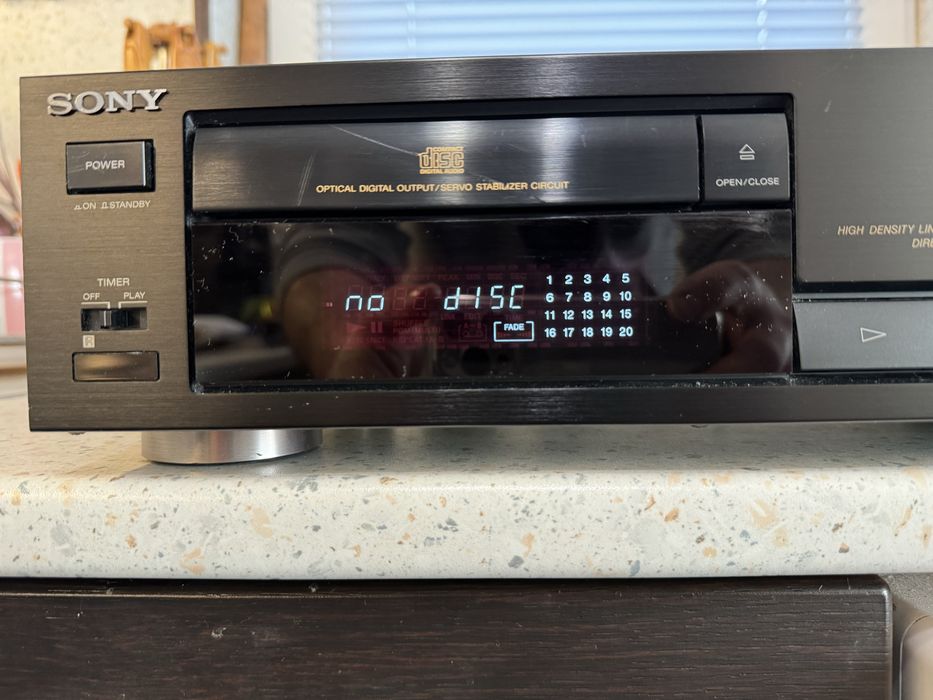 SONY
POWER
ON STANDBY
COMPACT
disc
DIGITAL AUDIO
OPTICAL DIGITAL OUTPUT/SERVO STABILIZER CIRCUIT
OPEN/CLOSE
HIGH DENSITY
TIMER
OFF PLAY
R
no dISC
1 2 3 4 5
6 7 8 9 10
11 12 13 14 15
16 17 18 19 20
FADE